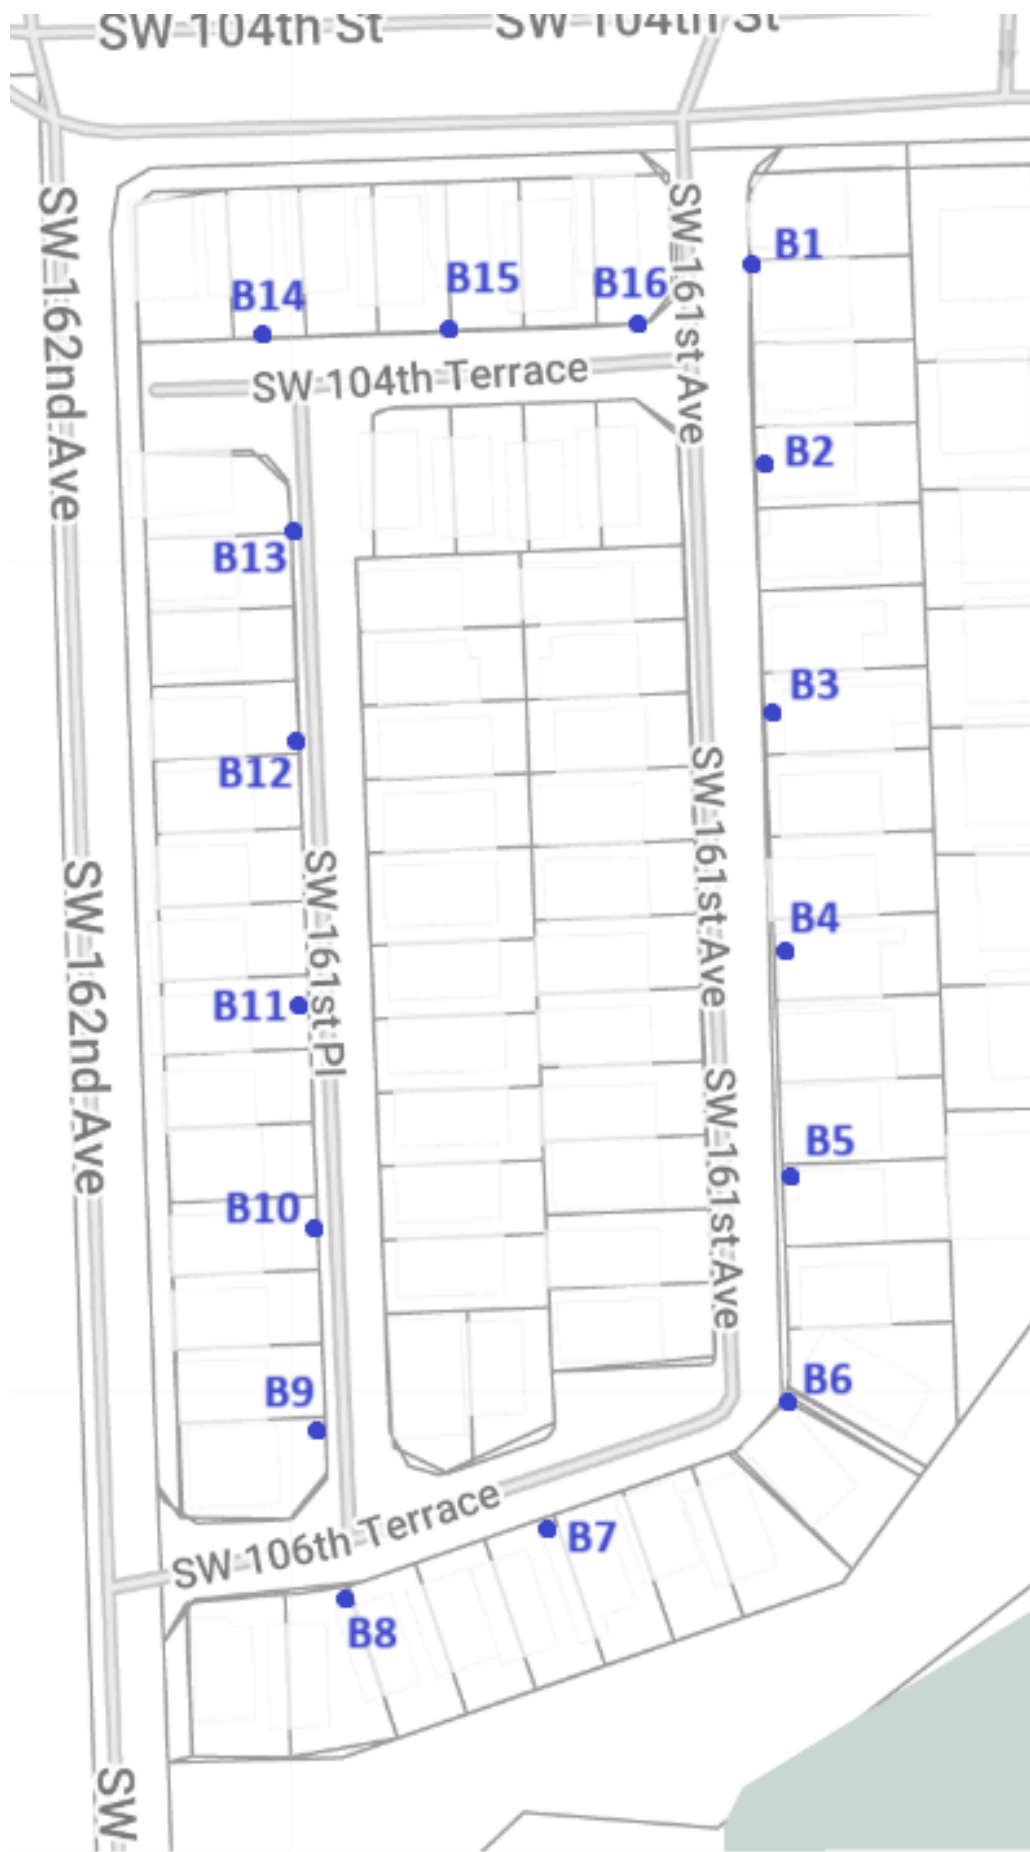 SW 104th St
SW 104th St
SW 162nd Ave
SW 161st Ave
B1
B14
B15
B16
SW 104th Terrace
B2
B13
B3
B12
SW 161st Ave
SW 162nd Ave
SW 161st Pl
B4
B11
SW 161st Ave
B5
B10
B6
B9
SW 106th Terrace
B7
B8
SW